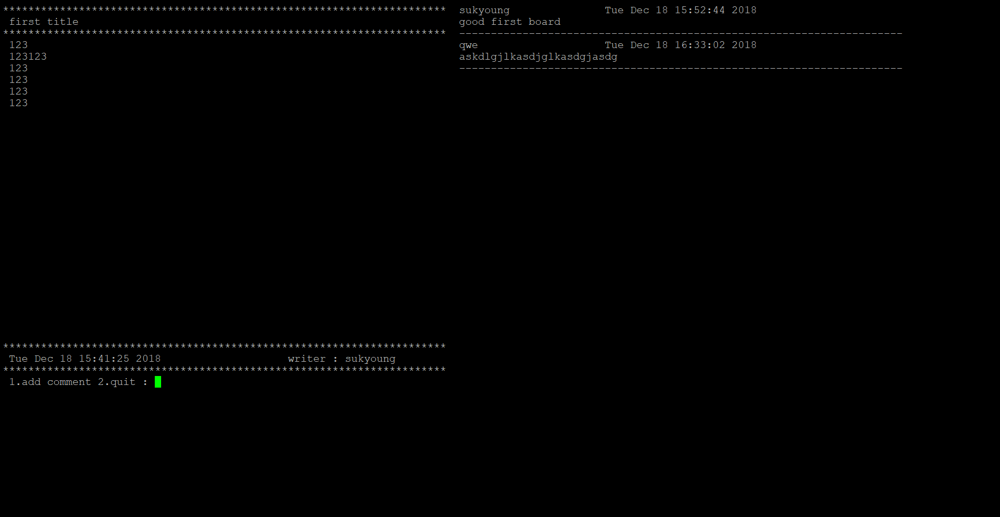 **********************************************************************
first title
**********************************************************************
123
123123
123
123
123
123
**********************************************************************
Tue Dec 18 15:41:25 2018                    writer : sukyoung
**********************************************************************
1.add comment 2.quit :
sukyoung               Tue Dec 18 15:52:44 2018
good first board
----------------------------------------------------------------------
qwe                    Tue Dec 18 16:33:02 2018
askdlgjlkasdjglkasdgjasdg
----------------------------------------------------------------------